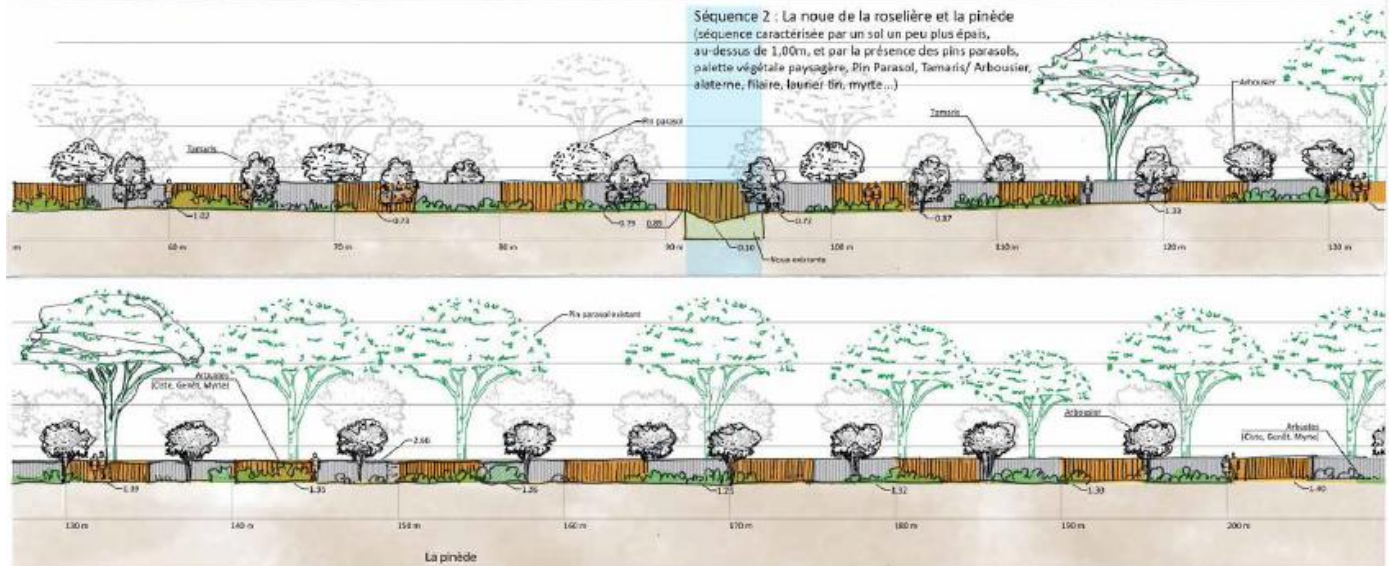 Séquence 2 : La noue de la roselière et la pinède
(séquence caractérisée par un sol un peu plus épais,
au-dessus de 1,00m, et par la présence des pins parasols,
palette végétale paysagère, Pin Parasol, Tamaris/ Arbousier,
alaterne, filaire, laurier tin, myrte...)
Arbousier
Tamaris
Pin parasol
Tamaris
1.02
0.73
0.79
0.85
0.10
0.72
0.87
1.33
Noue existante
m
60 m
70 m
80 m
90 m
100 m
110 m
120 m
130 m
Pin parasol existant
Arbustes
(Ciste, Genêt, Myrte)
2.66
Arbousier
Arbustes
(Ciste, Genêt, Myrte)
1.39
1.35
1.26
1.25
1.32
1.30
1.40
130 m
140 m
150 m
160 m
170 m
180 m
190 m
200 m
La pinède